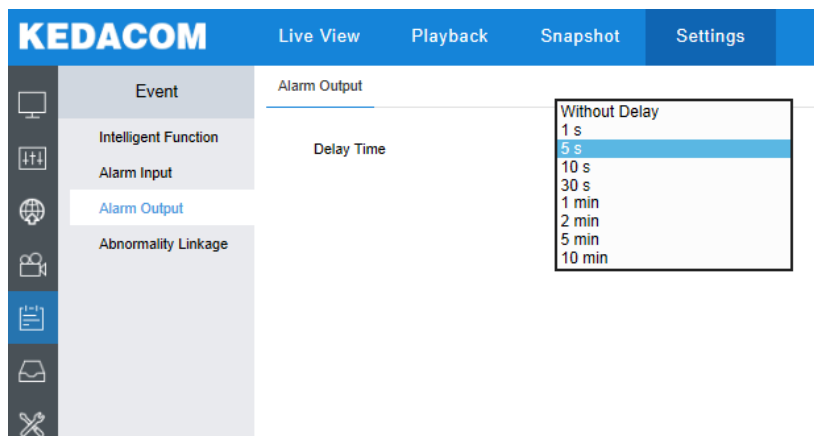 KEDACOM
Live View
Playback
Snapshot
Settings
Event
Intelligent Function
Alarm Input
Alarm Output
Abnormality Linkage
Alarm Output
Delay Time
Without Delay
1 s
5 s
10 s
30 s
1 min
2 min
5 min
10 min